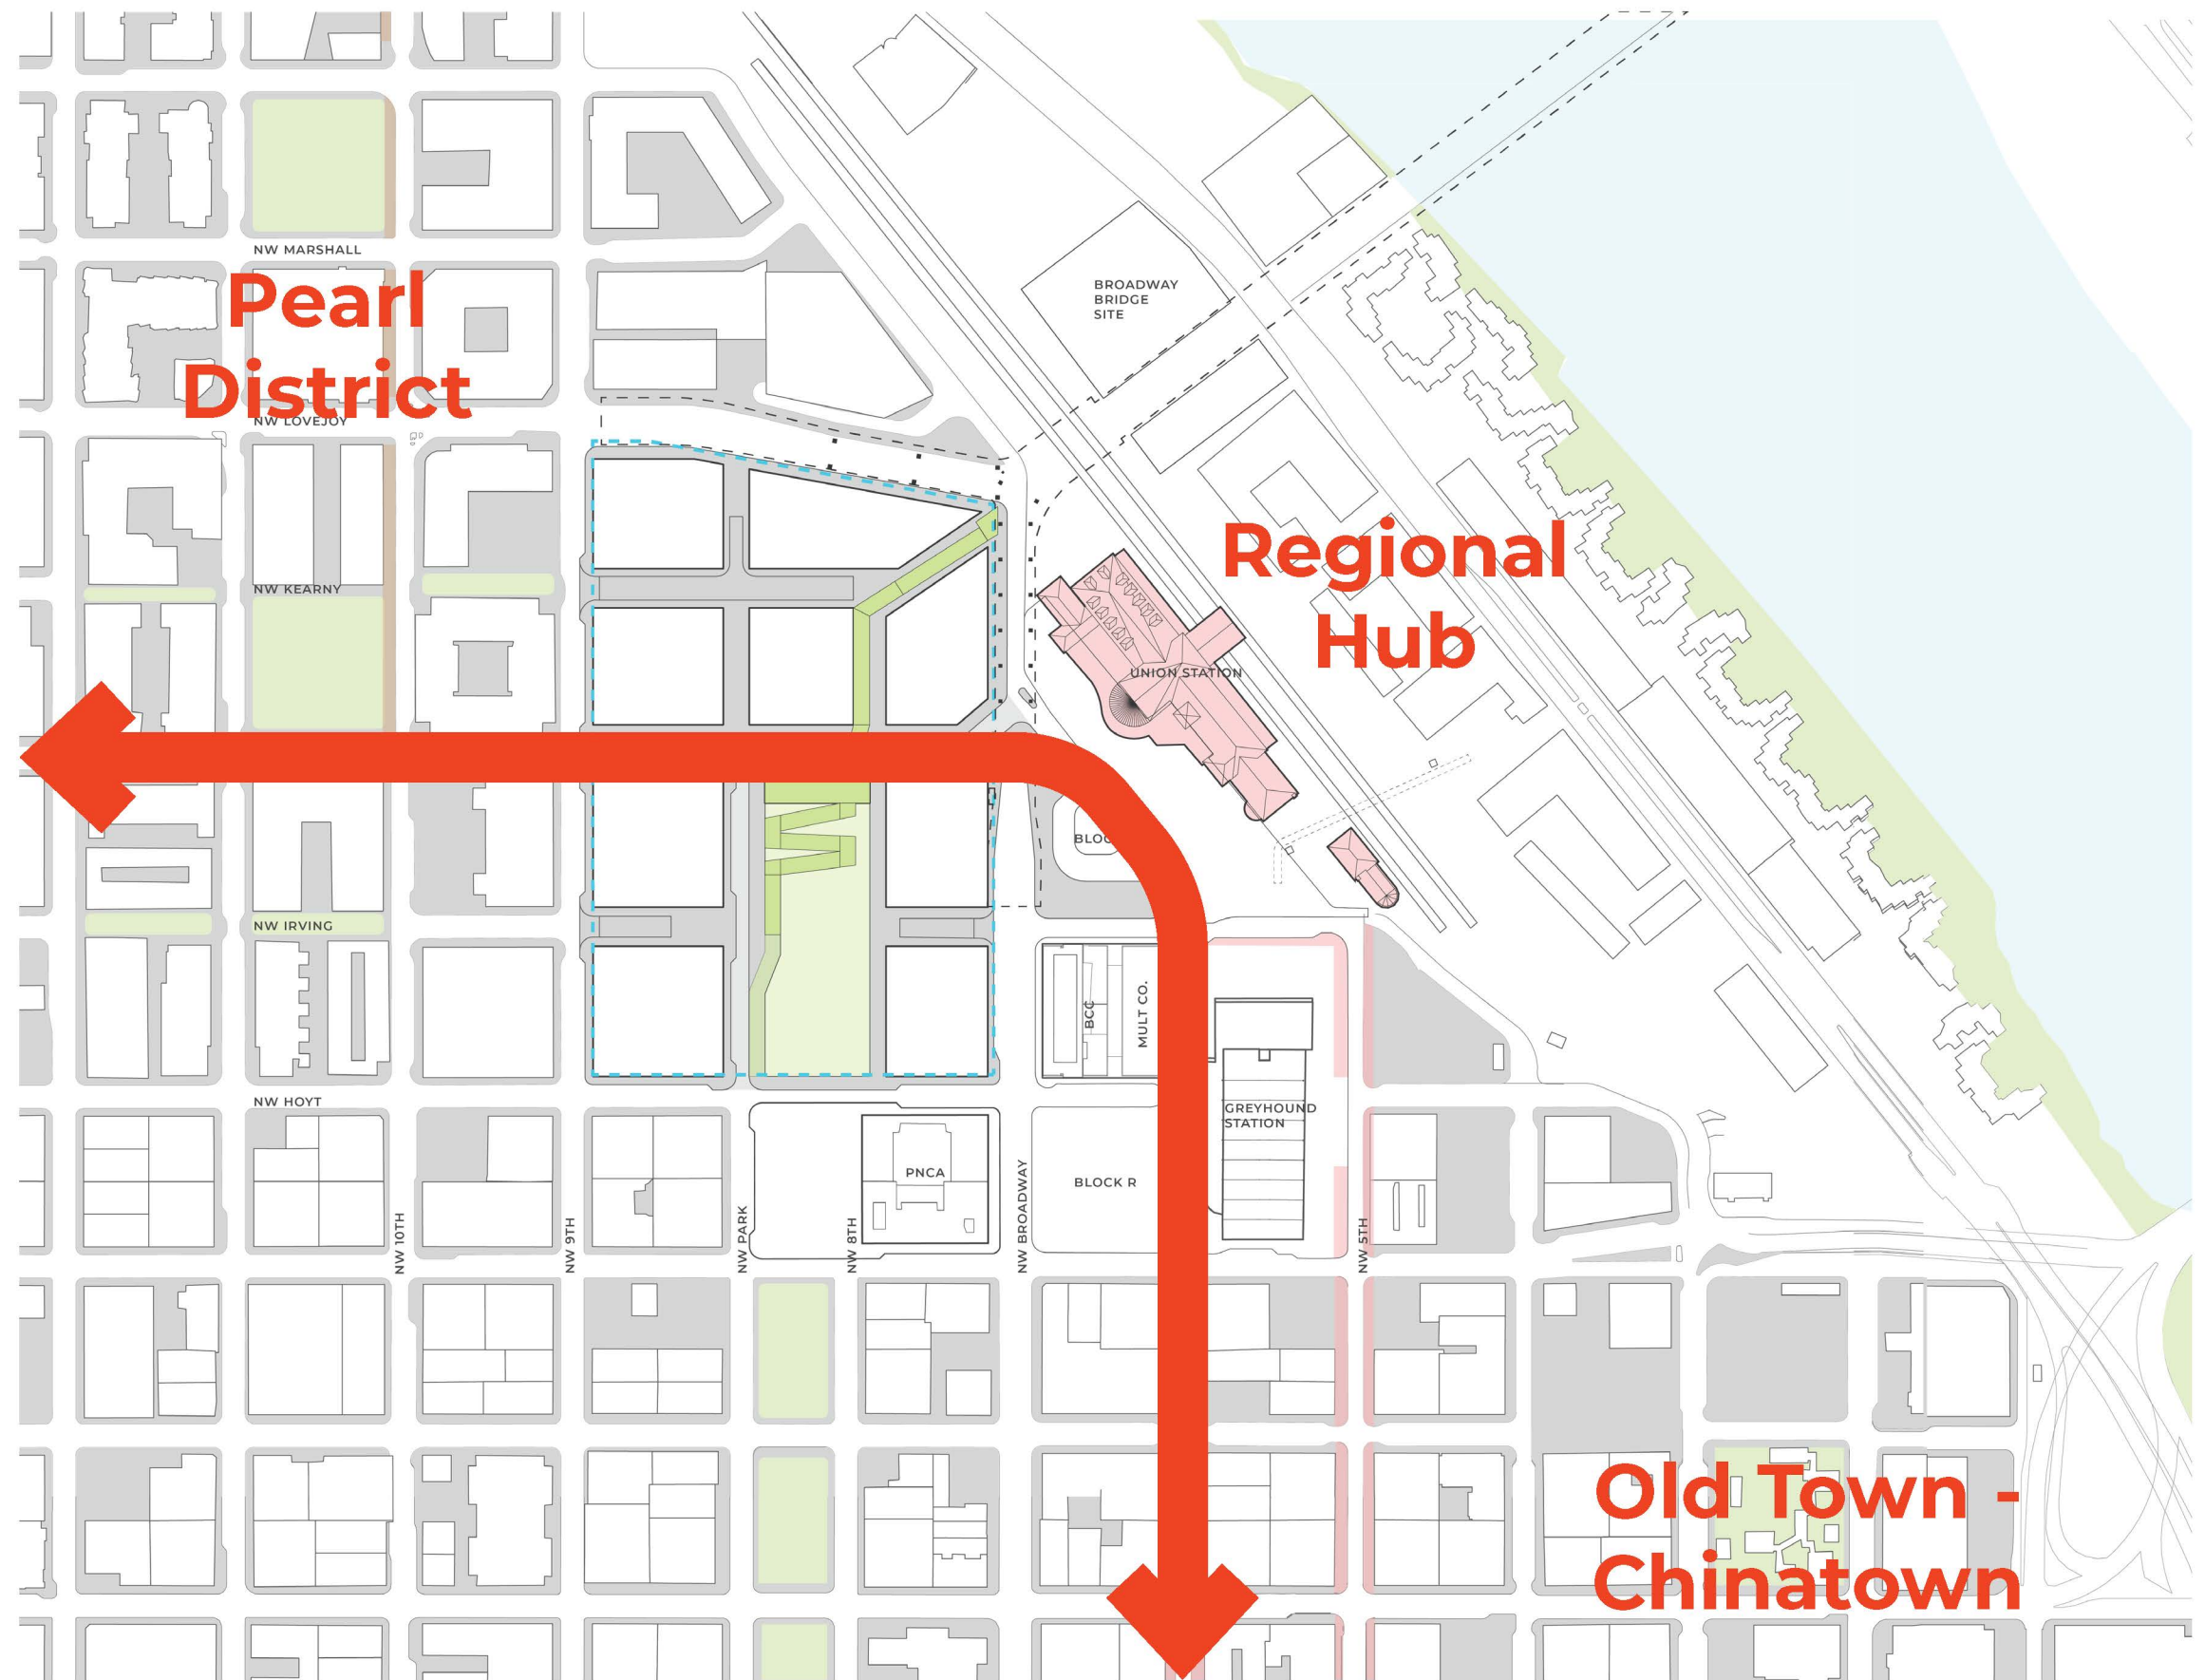 NW MARSHALL
Pearl
District
NW LOVEJOY
BROADWAY
BRIDGE
SITE
Regional
Hub
NW KEARNY
UNION STATION
NW IRVING
BCC
MULT CO.
NW HOYT
GREYHOUND
STATION
PNCA
BLOCK R
NW 10TH
NW 9TH
NW PARK
NW 8TH
NW BROADWAY
NW 5TH
Old Town -
Chinatown